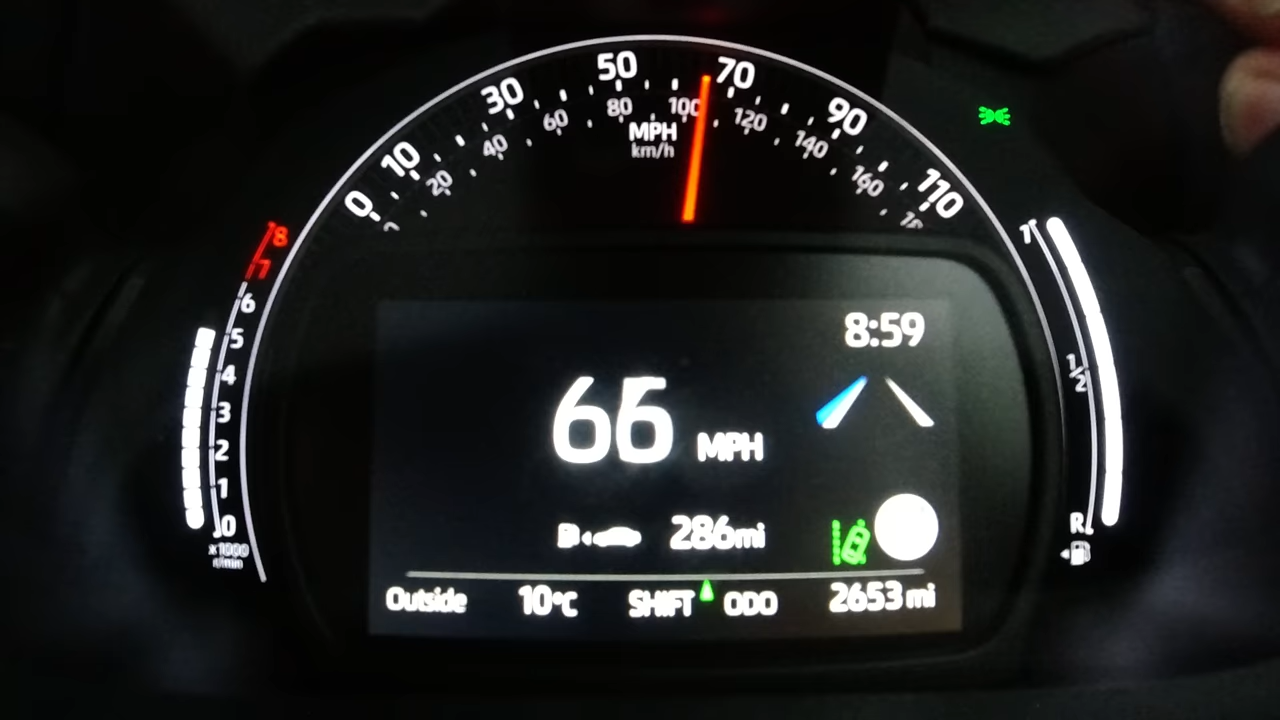 0 10 30 50 70 90 110
20 40 60 80 100 120 140 160
MPH
km/h
8
7
6
5
4
3
2
1
0
x1000
r/min
1
1/2
R
8:59
66 MPH
286mi
Outside 10°C SHIFT ODO 2653 mi